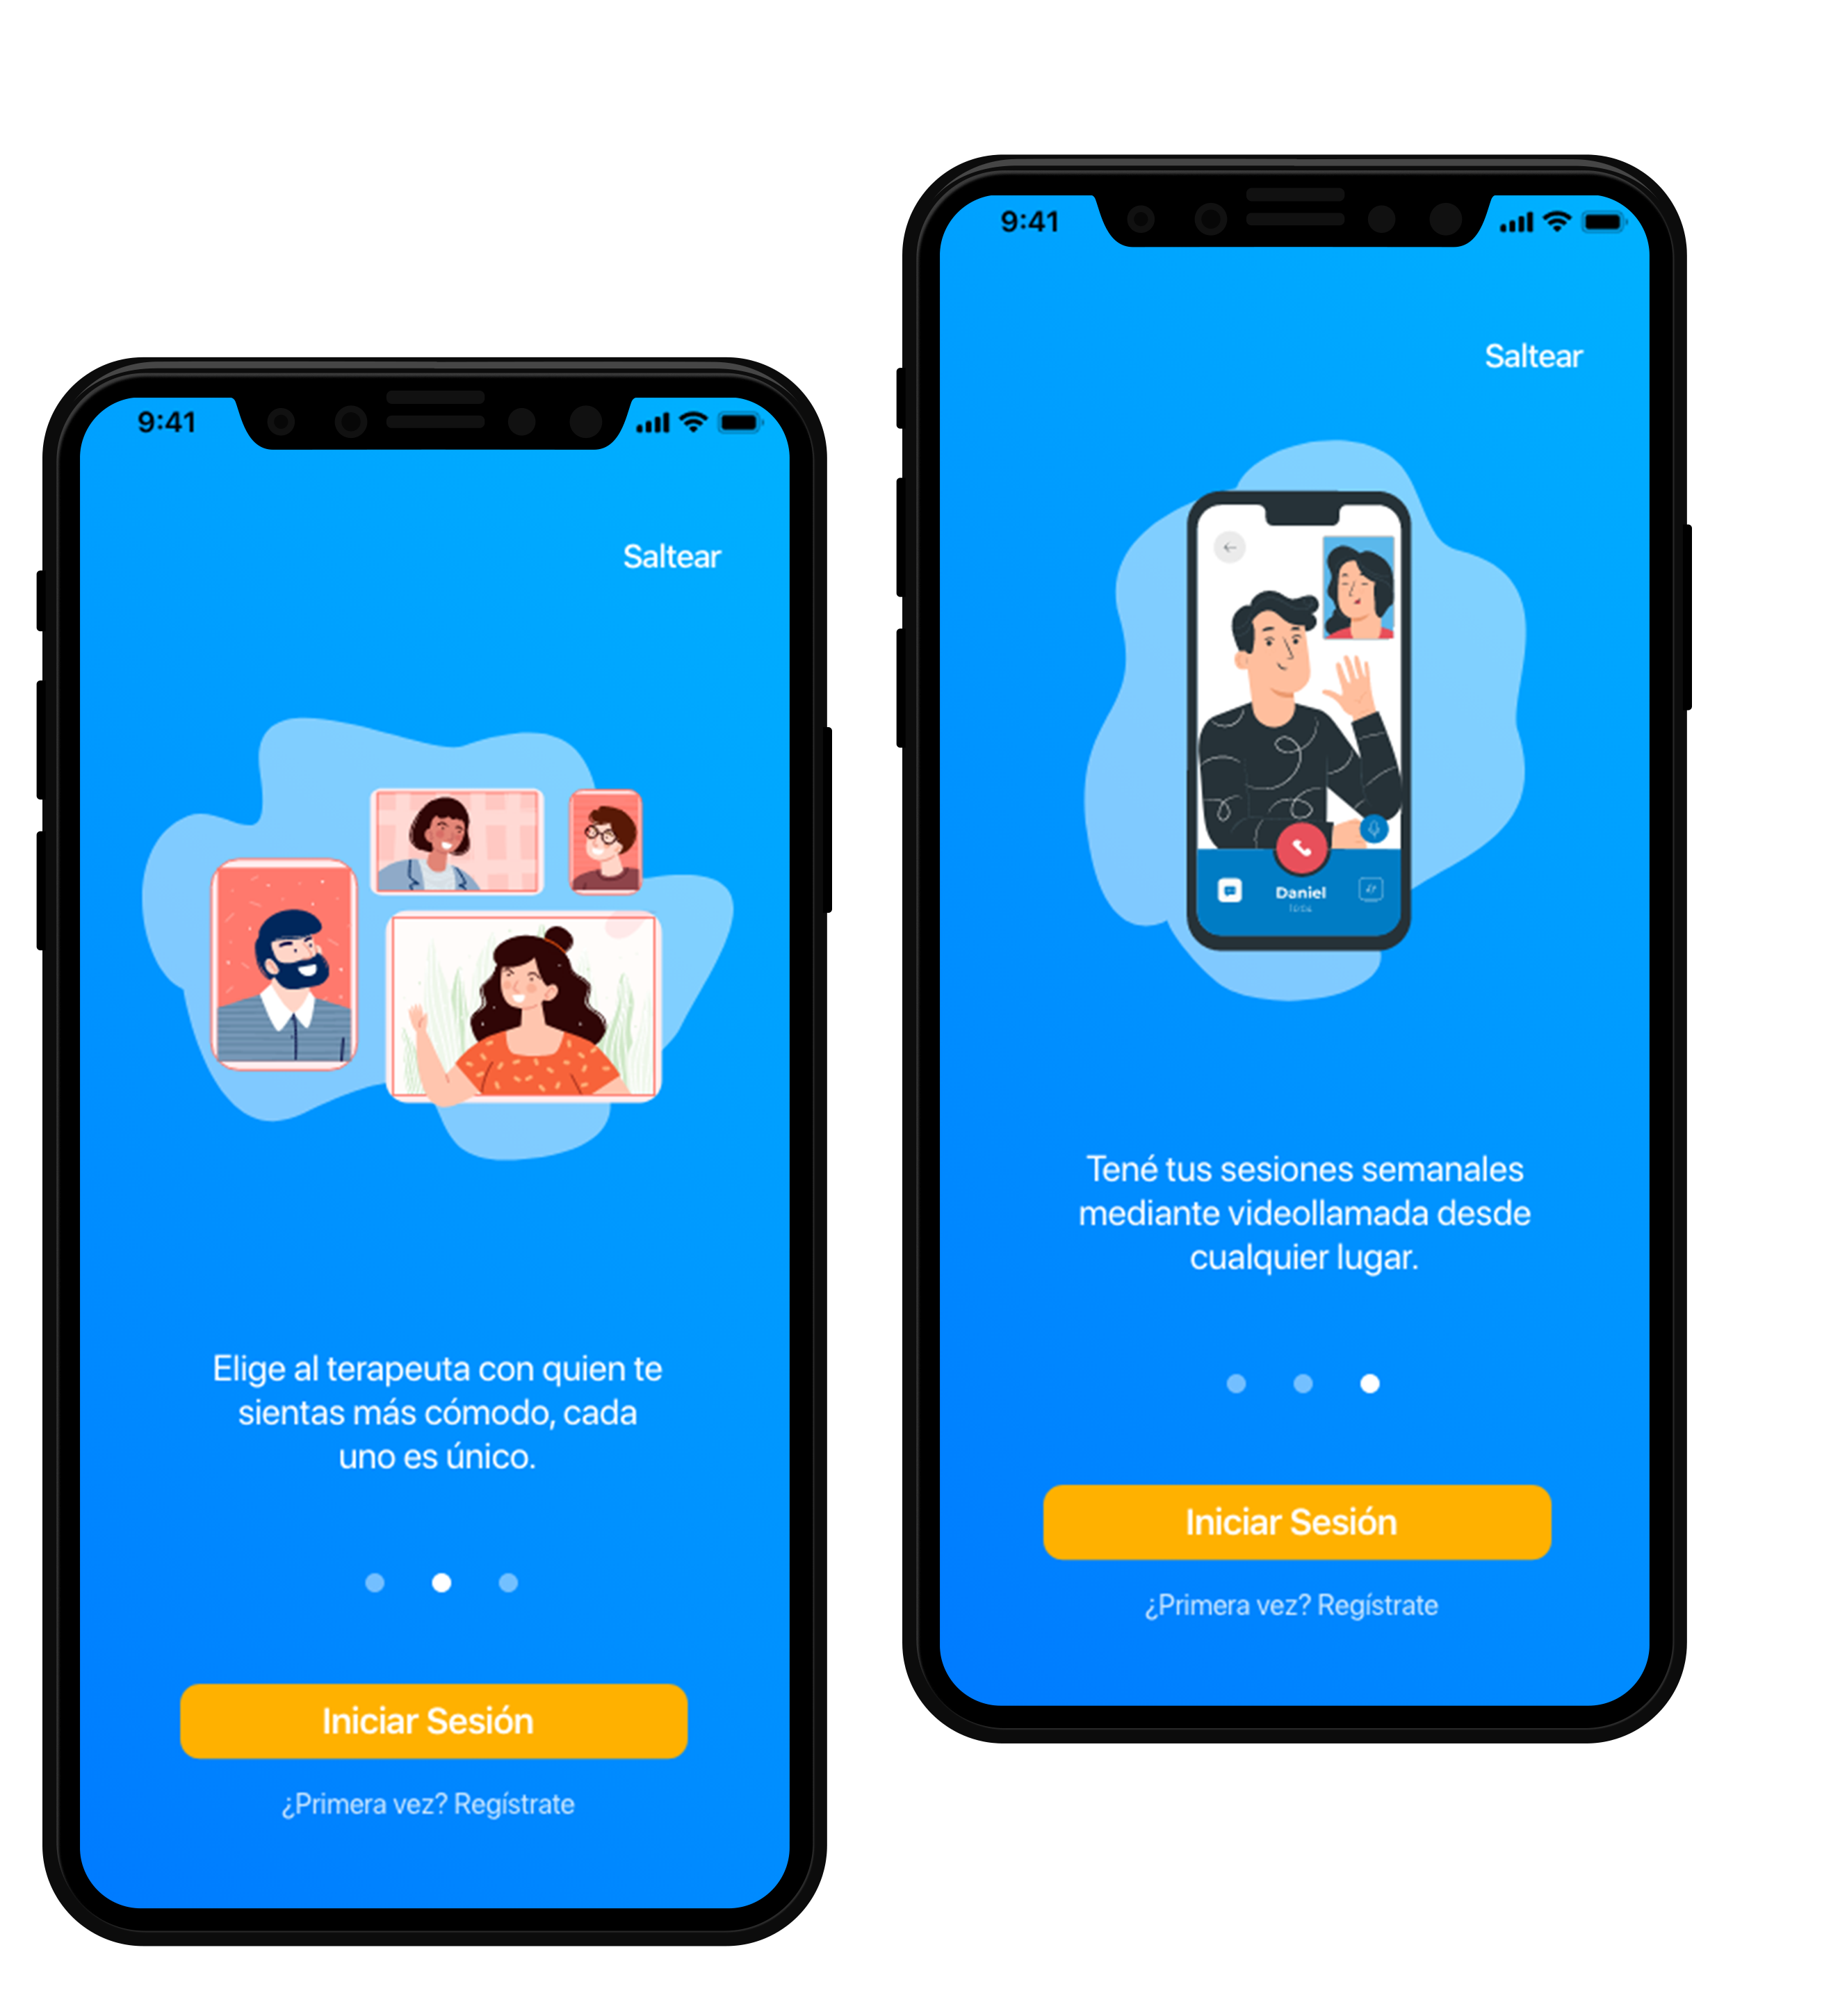 9:41
Saltear
Elige al terapeuta con quien te
sientas más cómodo, cada
uno es único.
Iniciar Sesión
¿Primera vez? Regístrate
9:41
Saltear
Daniel
Tené tus sesiones semanales
mediante videollamada desde
cualquier lugar.
Iniciar Sesión
¿Primera vez? Regístrate